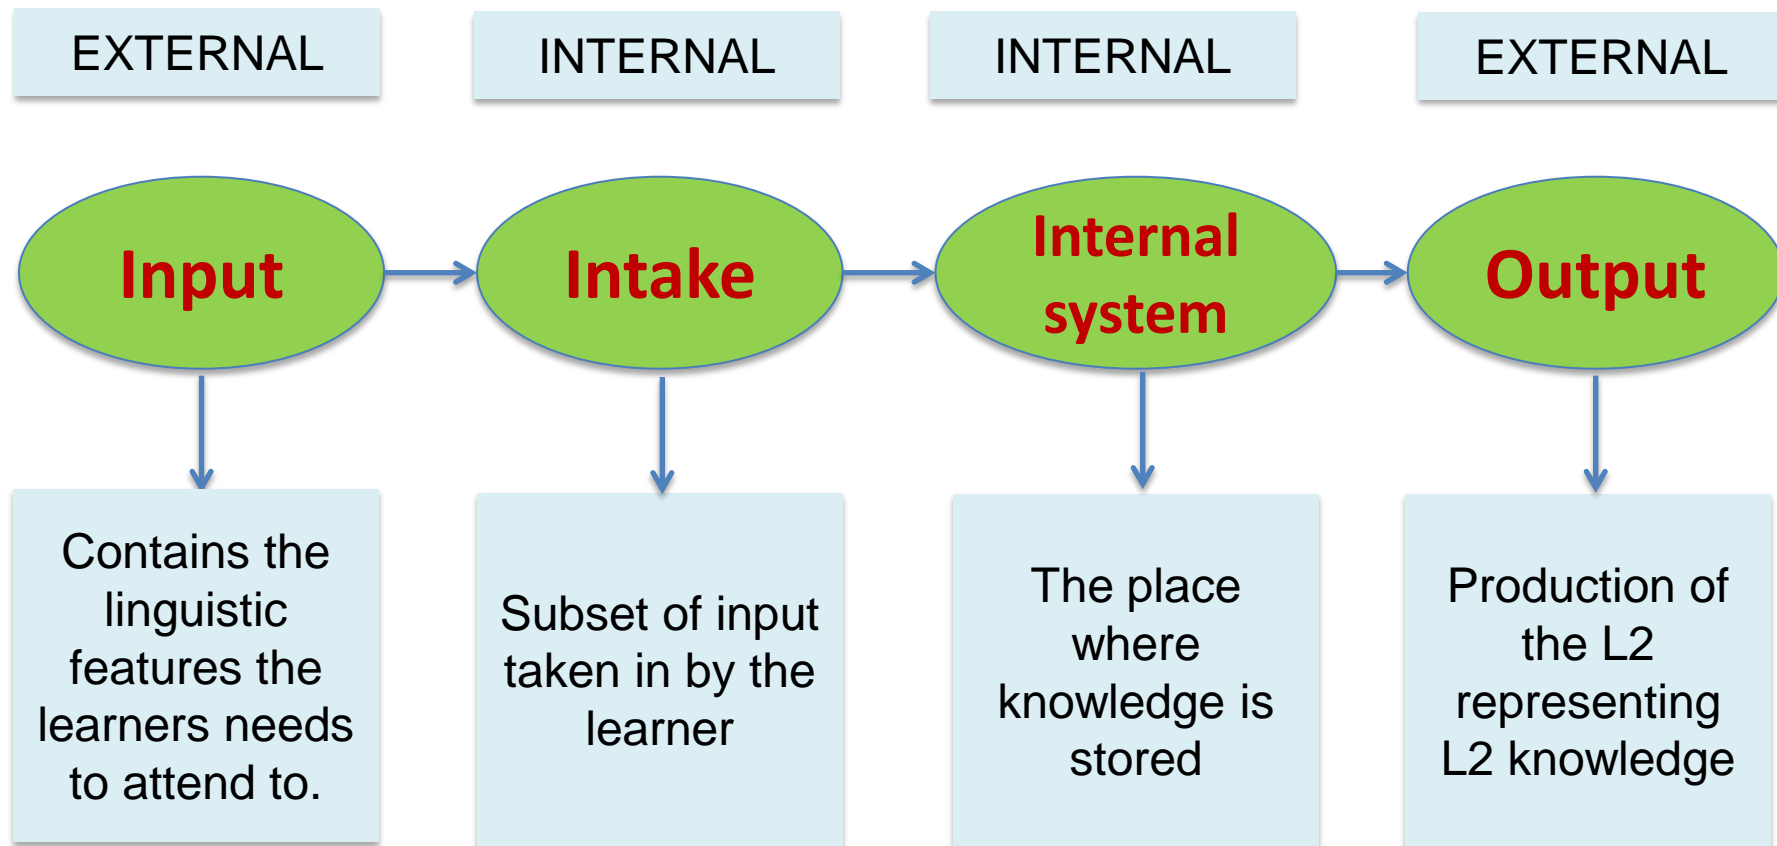 EXTERNAL
INTERNAL
INTERNAL
EXTERNAL
Input
Intake
Internal
system
Output
Contains the
linguistic
features the
learners needs
to attend to.
Subset of input
taken in by the
learner
The place
where
knowledge is
stored
Production of
the L2
representing
L2 knowledge